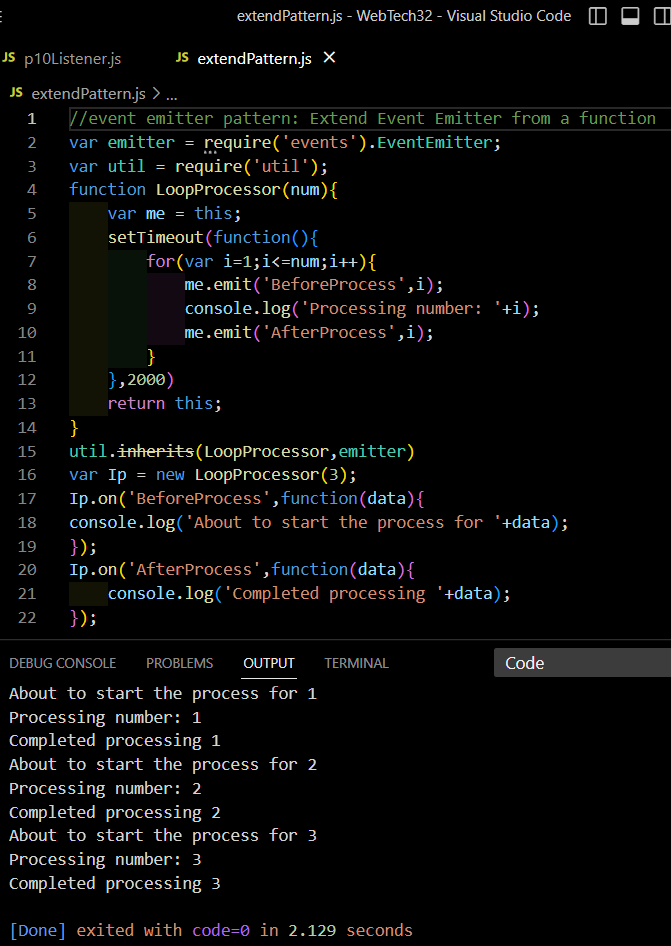 extendPattern.js - WebTech32 - Visual Studio Code
JS p10Listener.js JS extendPattern.js ×
JS extendPattern.js > ...
1 //event emitter pattern: Extend Event Emitter from a function
2 var emitter = require('events').EventEmitter;
3 var util = require('util');
4 function LoopProcessor(num){
5 var me = this;
6 setTimeout(function(){
7 for(var i=1;i<=num;i++){
8 me.emit('BeforeProcess',i);
9 console.log('Processing number: '+i);
10 me.emit('AfterProcess',i);
11 }
12 },2000)
13 return this;
14 }
15 util.inherits(LoopProcessor,emitter)
16 var Ip = new LoopProcessor(3);
17 Ip.on('BeforeProcess',function(data){
18 console.log('About to start the process for '+data);
19 });
20 Ip.on('AfterProcess',function(data){
21 console.log('Completed processing '+data);
22 });
DEBUG CONSOLE PROBLEMS OUTPUT TERMINAL Code
About to start the process for 1
Processing number: 1
Completed processing 1
About to start the process for 2
Processing number: 2
Completed processing 2
About to start the process for 3
Processing number: 3
Completed processing 3
[Done] exited with code=0 in 2.129 seconds